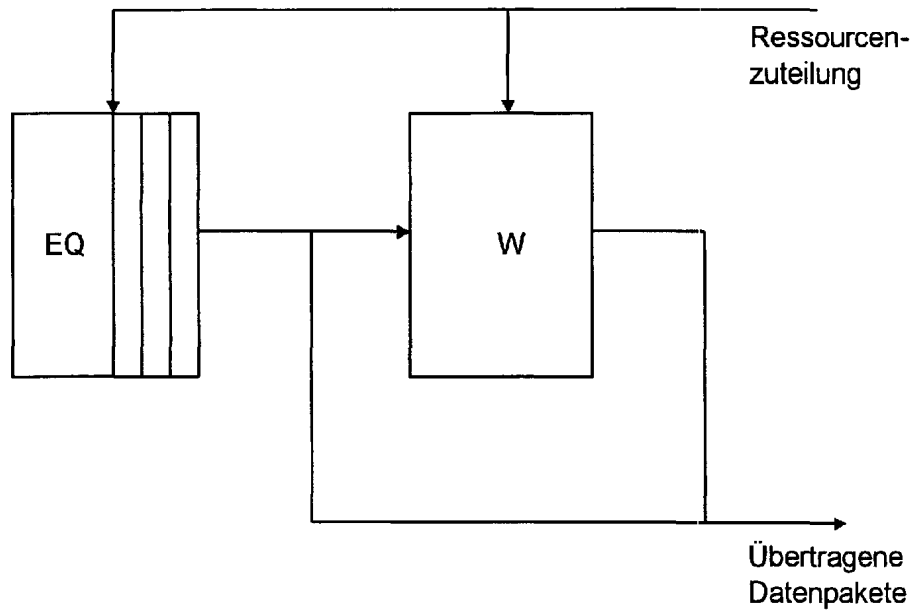 Ressourcen-
zuteilung
EQ
W
Übertragene
Datenpakete